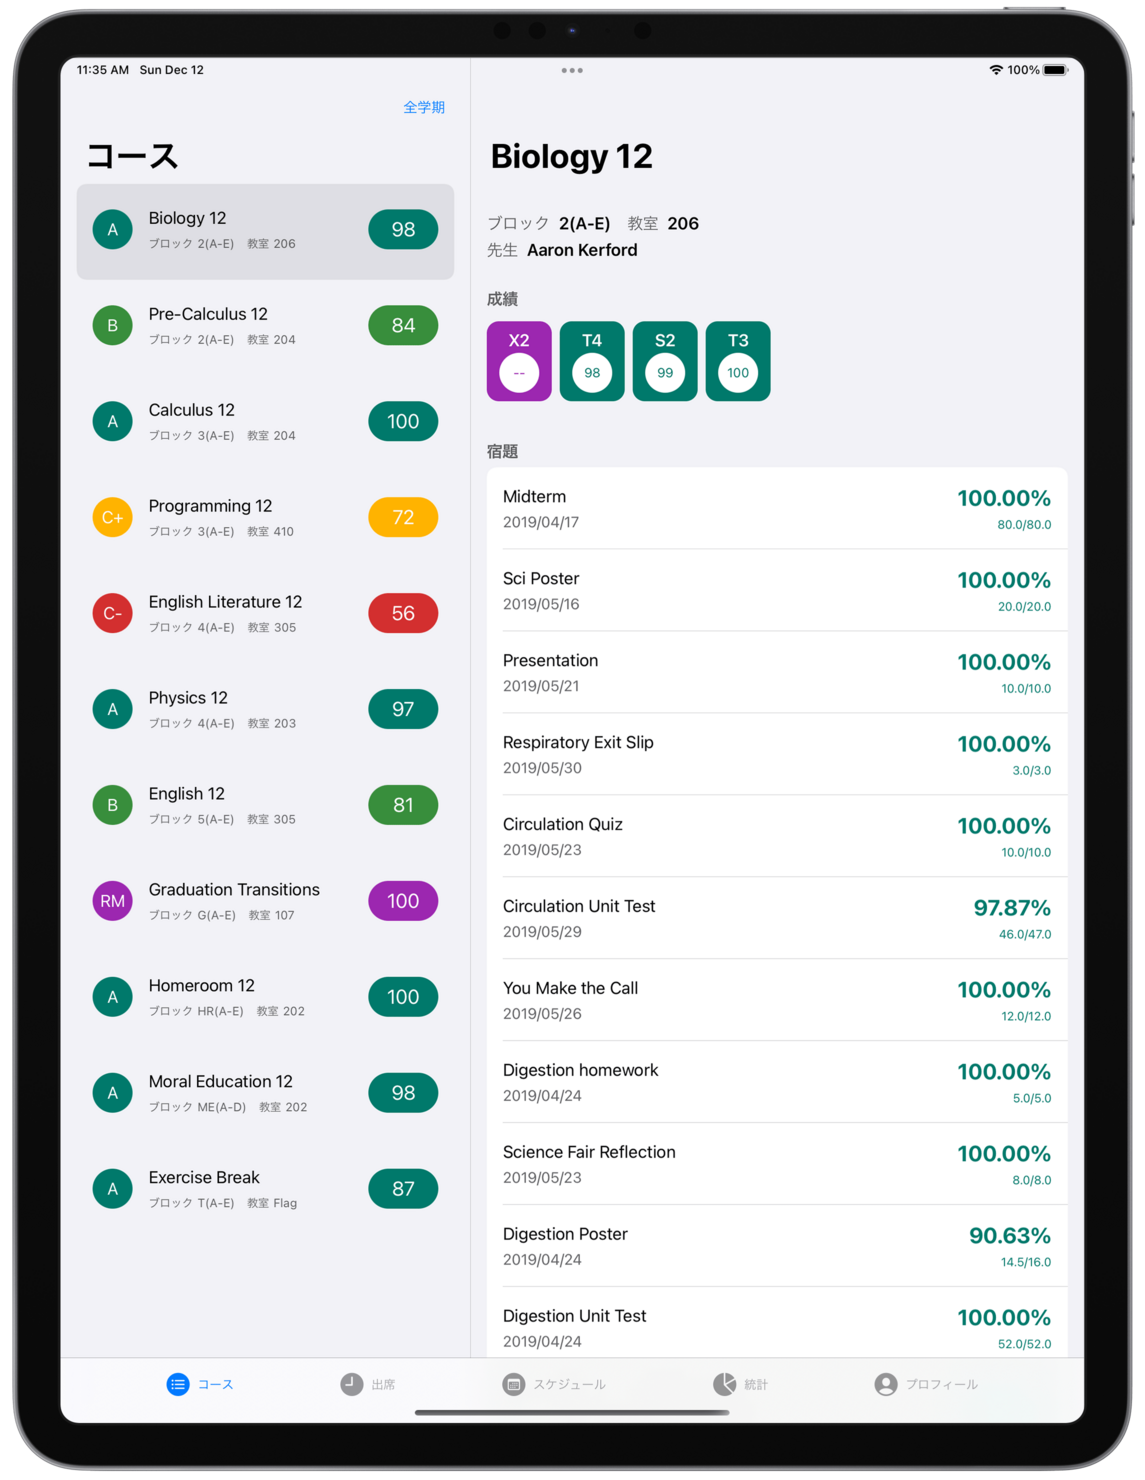 11:35 AM Sun Dec 12
100%
全学期
コース
A
Biology 12
ブロック 2(A-E) 教室 206
98
B
Pre-Calculus 12
ブロック 2(A-E) 教室 204
84
A
Calculus 12
ブロック 3(A-E) 教室 204
100
C+
Programming 12
ブロック 3(A-E) 教室 410
72
C-
English Literature 12
ブロック 4(A-E) 教室 305
56
A
Physics 12
ブロック 4(A-E) 教室 203
97
B
English 12
ブロック 5(A-E) 教室 305
81
RM
Graduation Transitions
ブロック G(A-E) 教室 107
100
A
Homeroom 12
ブロック HR(A-E) 教室 202
100
A
Moral Education 12
ブロック ME(A-D) 教室 202
98
A
Exercise Break
ブロック T(A-E) 教室 Flag
87
Biology 12
ブロック 2(A-E) 教室 206
先生 Aaron Kerford
成績
X2 T4 S2 T3
-- 98 99 100
宿題
Midterm
2019/04/17
100.00%
80.0/80.0
Sci Poster
2019/05/16
100.00%
20.0/20.0
Presentation
2019/05/21
100.00%
10.0/10.0
Respiratory Exit Slip
2019/05/30
100.00%
3.0/3.0
Circulation Quiz
2019/05/23
100.00%
10.0/10.0
Circulation Unit Test
2019/05/29
97.87%
46.0/47.0
You Make the Call
2019/05/26
100.00%
12.0/12.0
Digestion homework
2019/04/24
100.00%
5.0/5.0
Science Fair Reflection
2019/05/23
100.00%
8.0/8.0
Digestion Poster
2019/04/24
90.63%
14.5/16.0
Digestion Unit Test
2019/04/24
100.00%
52.0/52.0
コース 出席 スケジュール 統計 プロフィール